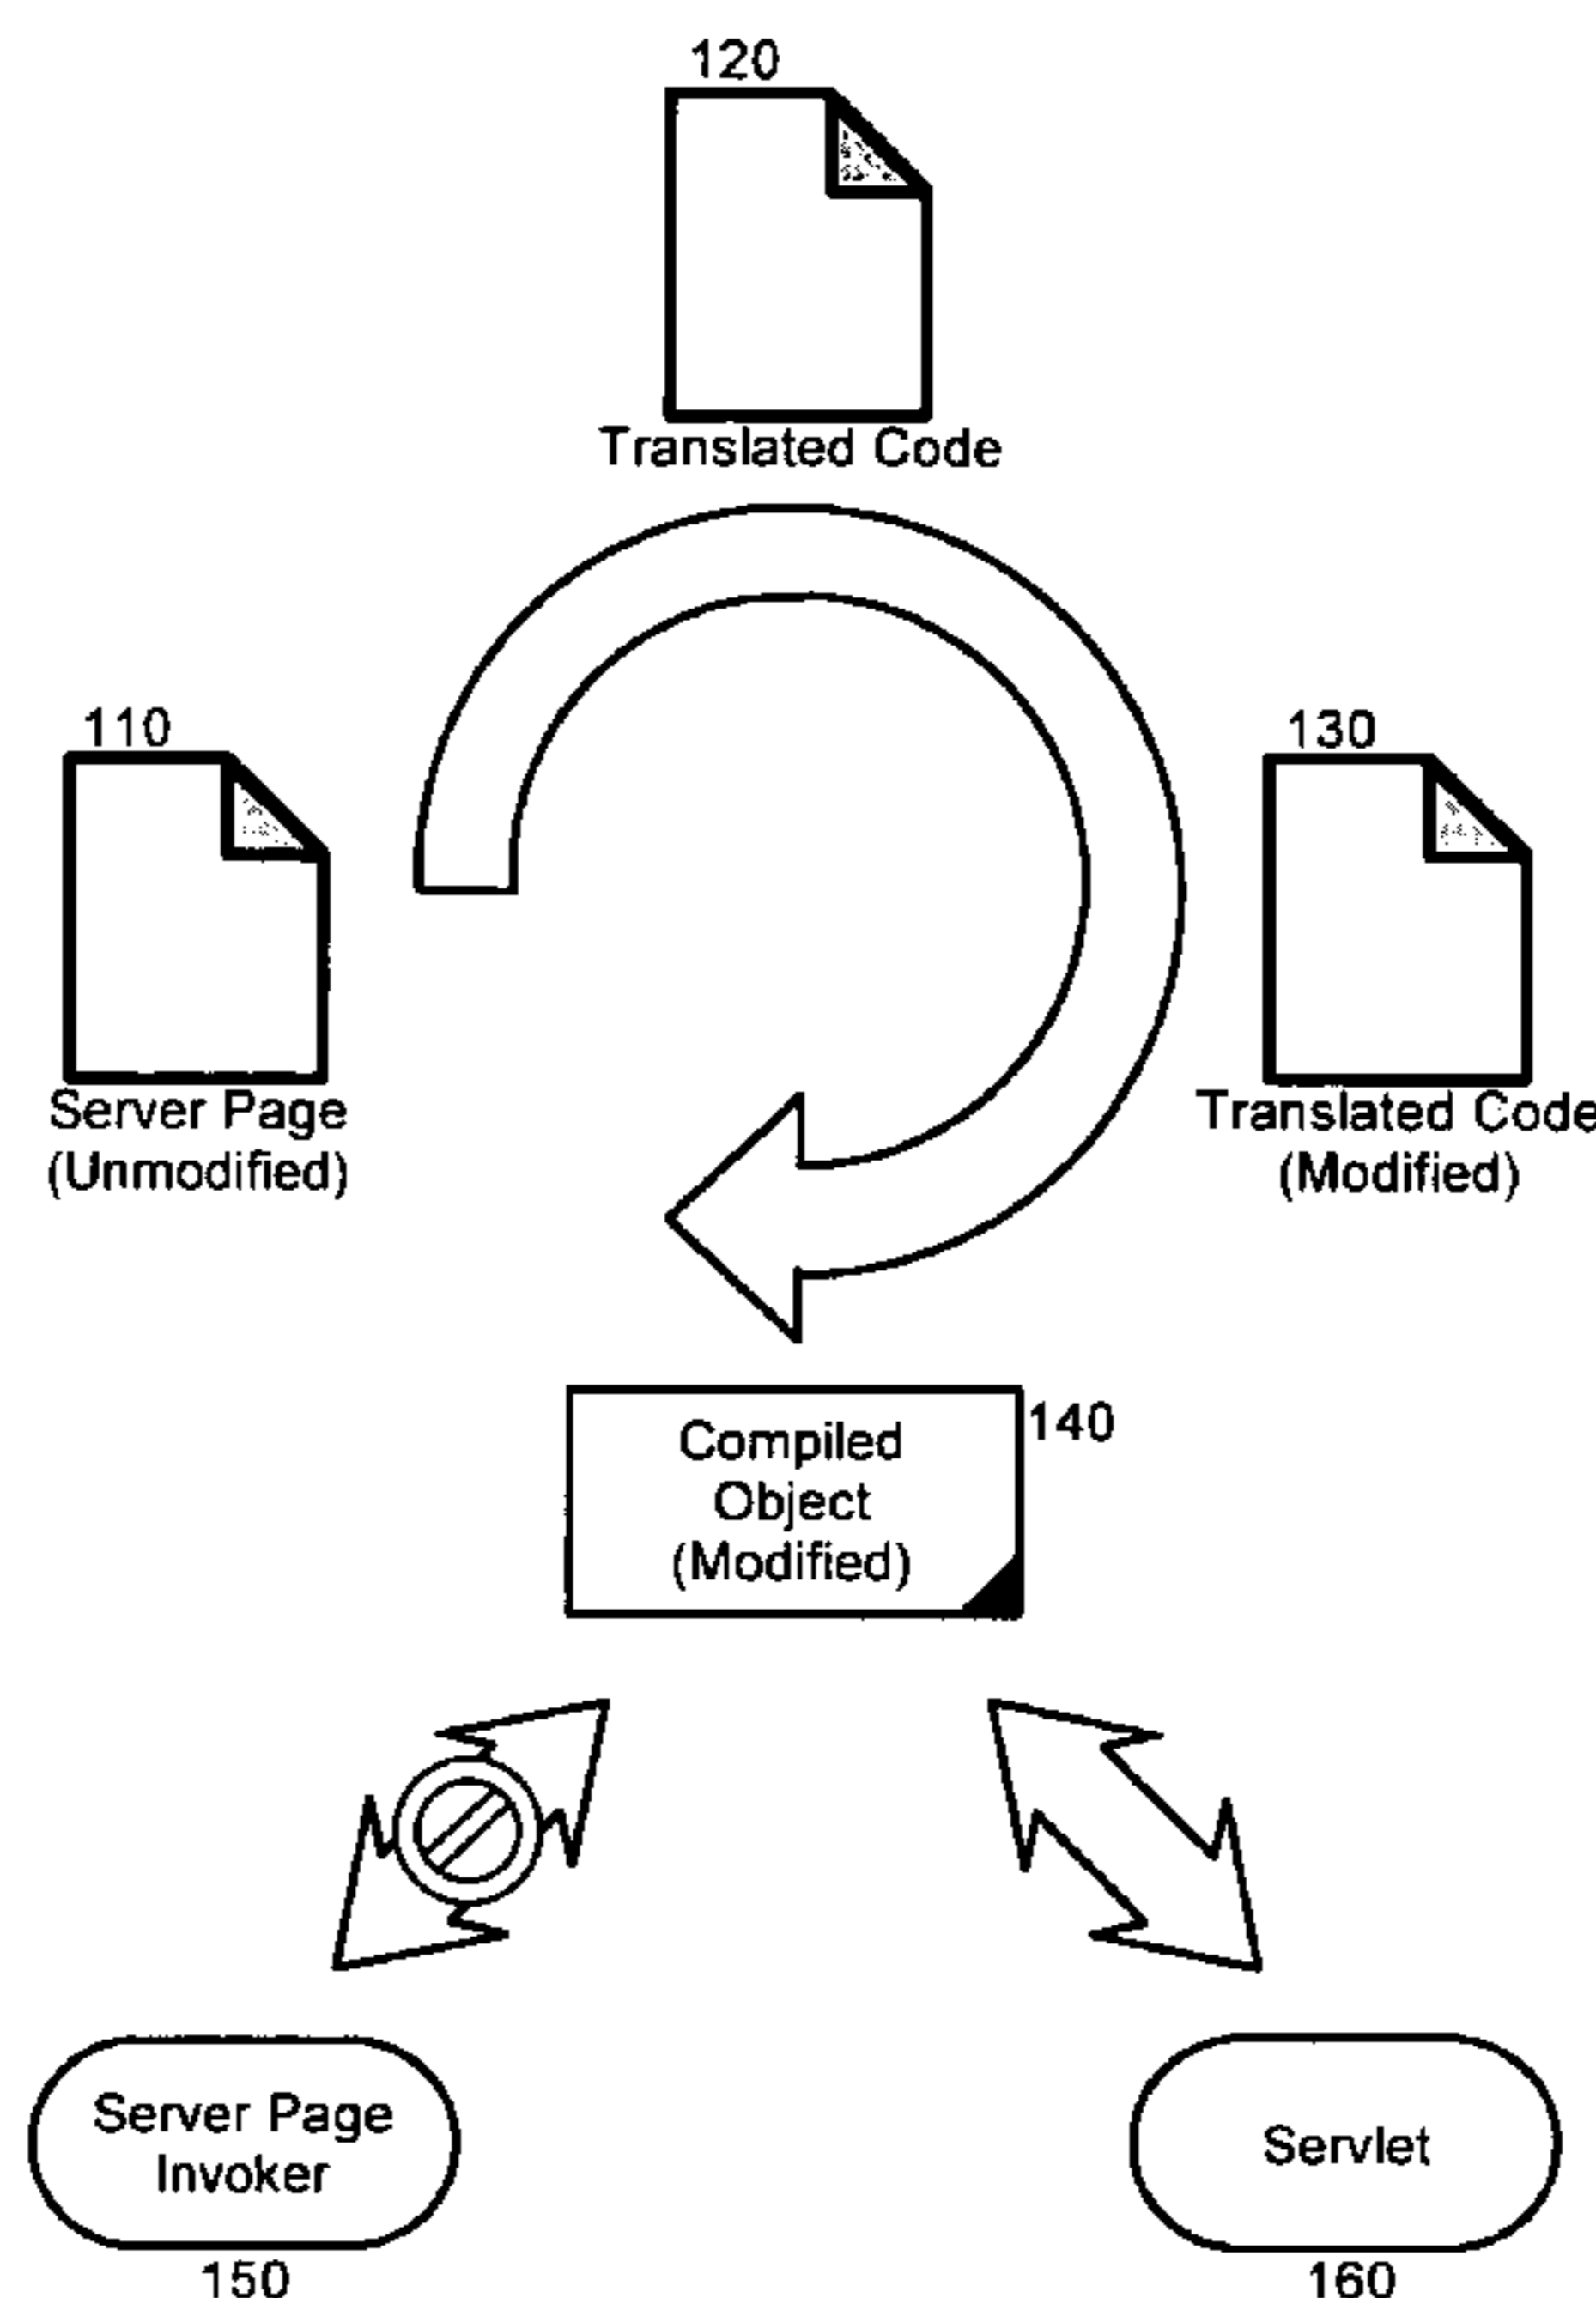 120
Translated Code
110
Server Page
(Unmodified)
130
Translated Code
(Modified)
Compiled
Object
(Modified)
140
Server Page
Invoker
150
Servlet
160